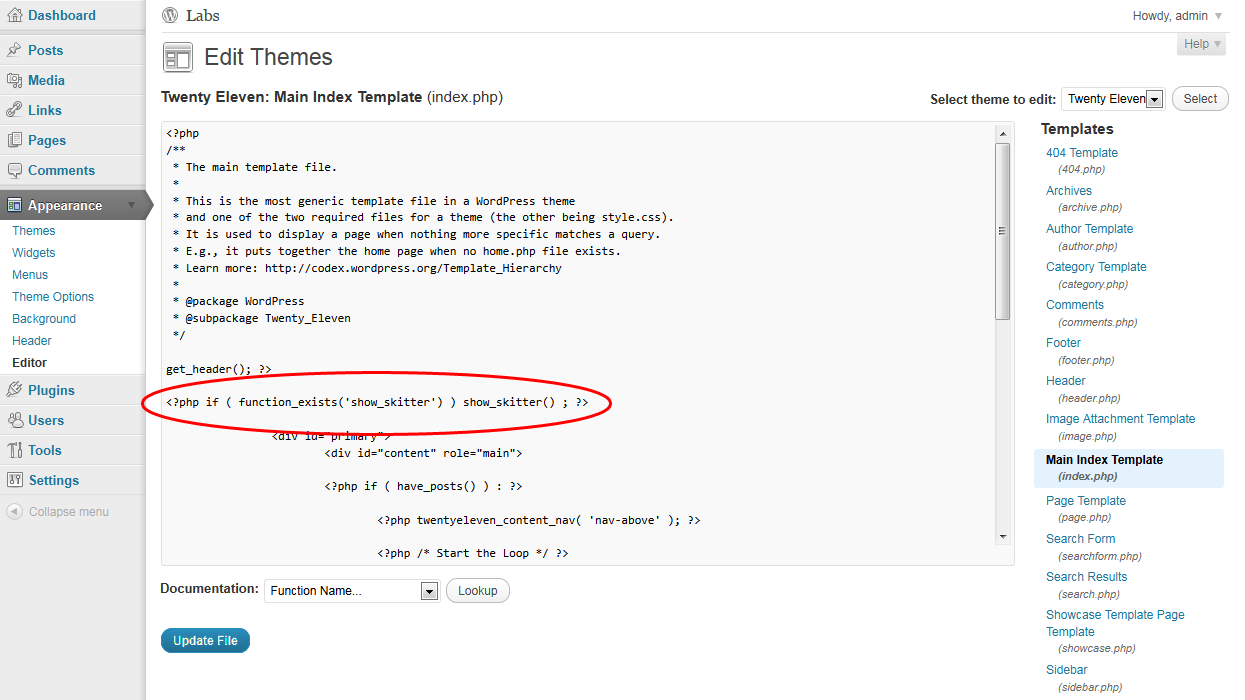 Dashboard
Posts
Media
Links
Pages
Comments
Appearance
Themes
Widgets
Menus
Theme Options
Background
Header
Editor
Plugins
Users
Tools
Settings
Collapse menu
Labs
Howdy, admin
Help
Edit Themes
Twenty Eleven: Main Index Template (index.php)
Select theme to edit: Twenty Eleven Select
<?php
/**
* The main template file.
*
* This is the most generic template file in a WordPress theme
* and one of the two required files for a theme (the other being style.css).
* It is used to display a page when nothing more specific matches a query.
* E.g., it puts together the home page when no home.php file exists.
* Learn more: http://codex.wordpress.org/Template_Hierarchy
*
* @package WordPress
* @subpackage Twenty_Eleven
*/
get_header(); ?>
<?php if ( function_exists('show_skitter') ) show_skitter() ; ?>
<div id="primary">
<div id="content" role="main">
<?php if ( have_posts() ) : ?>
<?php twentyeleven_content_nav( 'nav-above' ); ?>
<?php /* Start the Loop */ ?>
Documentation: Function Name... Lookup
Update File
Templates
404 Template
(404.php)
Archives
(archive.php)
Author Template
(author.php)
Category Template
(category.php)
Comments
(comments.php)
Footer
(footer.php)
Header
(header.php)
Image Attachment Template
(image.php)
Main Index Template
(index.php)
Page Template
(page.php)
Search Form
(searchform.php)
Search Results
(search.php)
Showcase Template Page
Template
(showcase.php)
Sidebar
(sidebar.php)